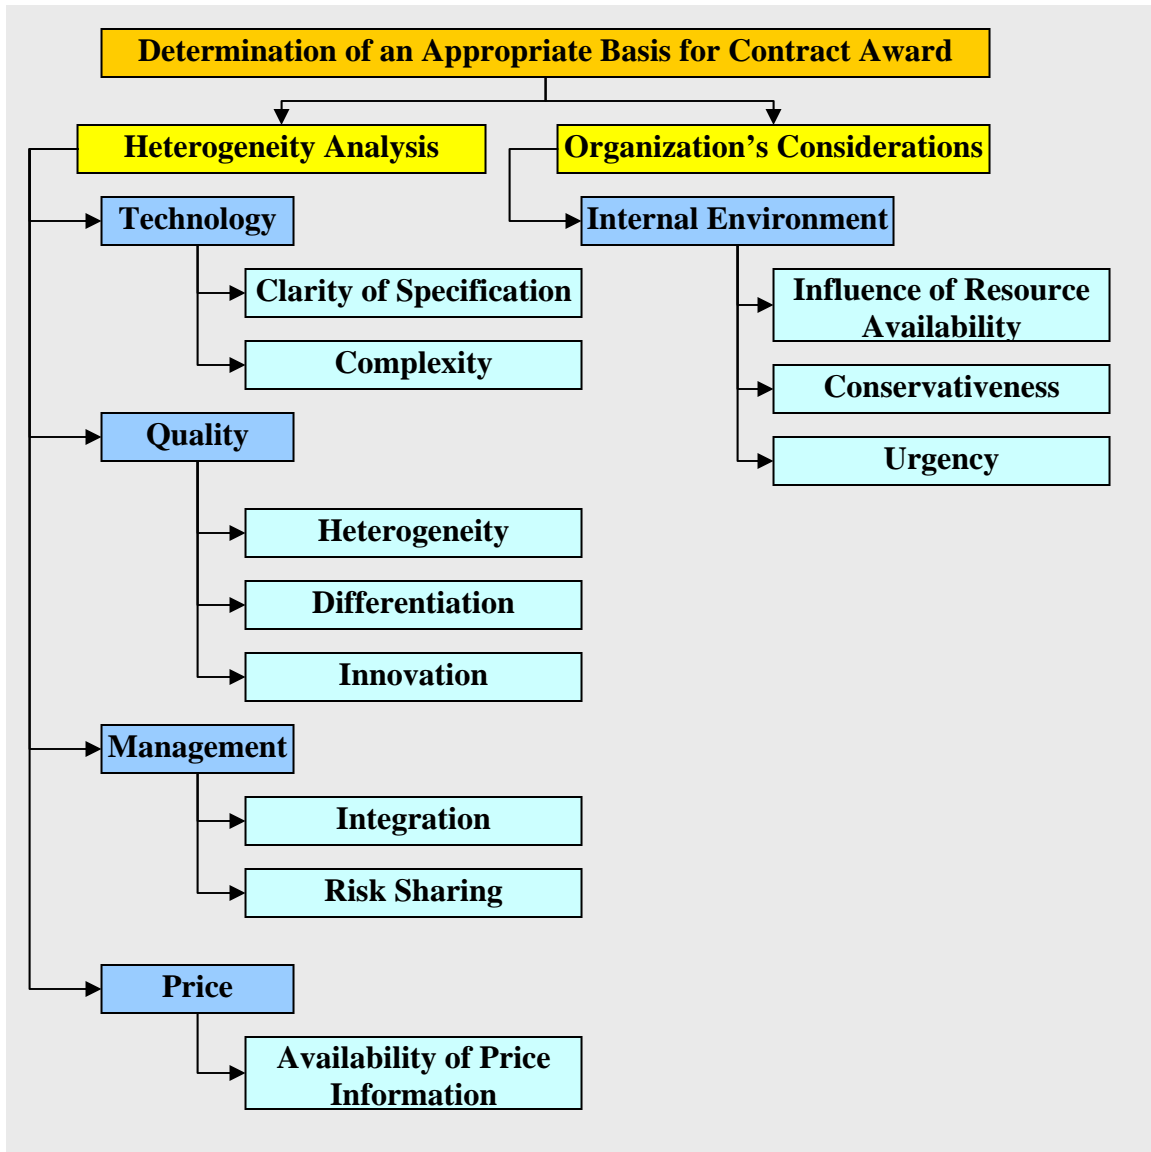 Determination of an Appropriate Basis for Contract Award
Heterogeneity Analysis
Organization’s Considerations
Technology
Internal Environment
Clarity of Specification
Influence of Resource
Availability
Complexity
Conservativeness
Quality
Urgency
Heterogeneity
Differentiation
Innovation
Management
Integration
Risk Sharing
Price
Availability of Price
Information